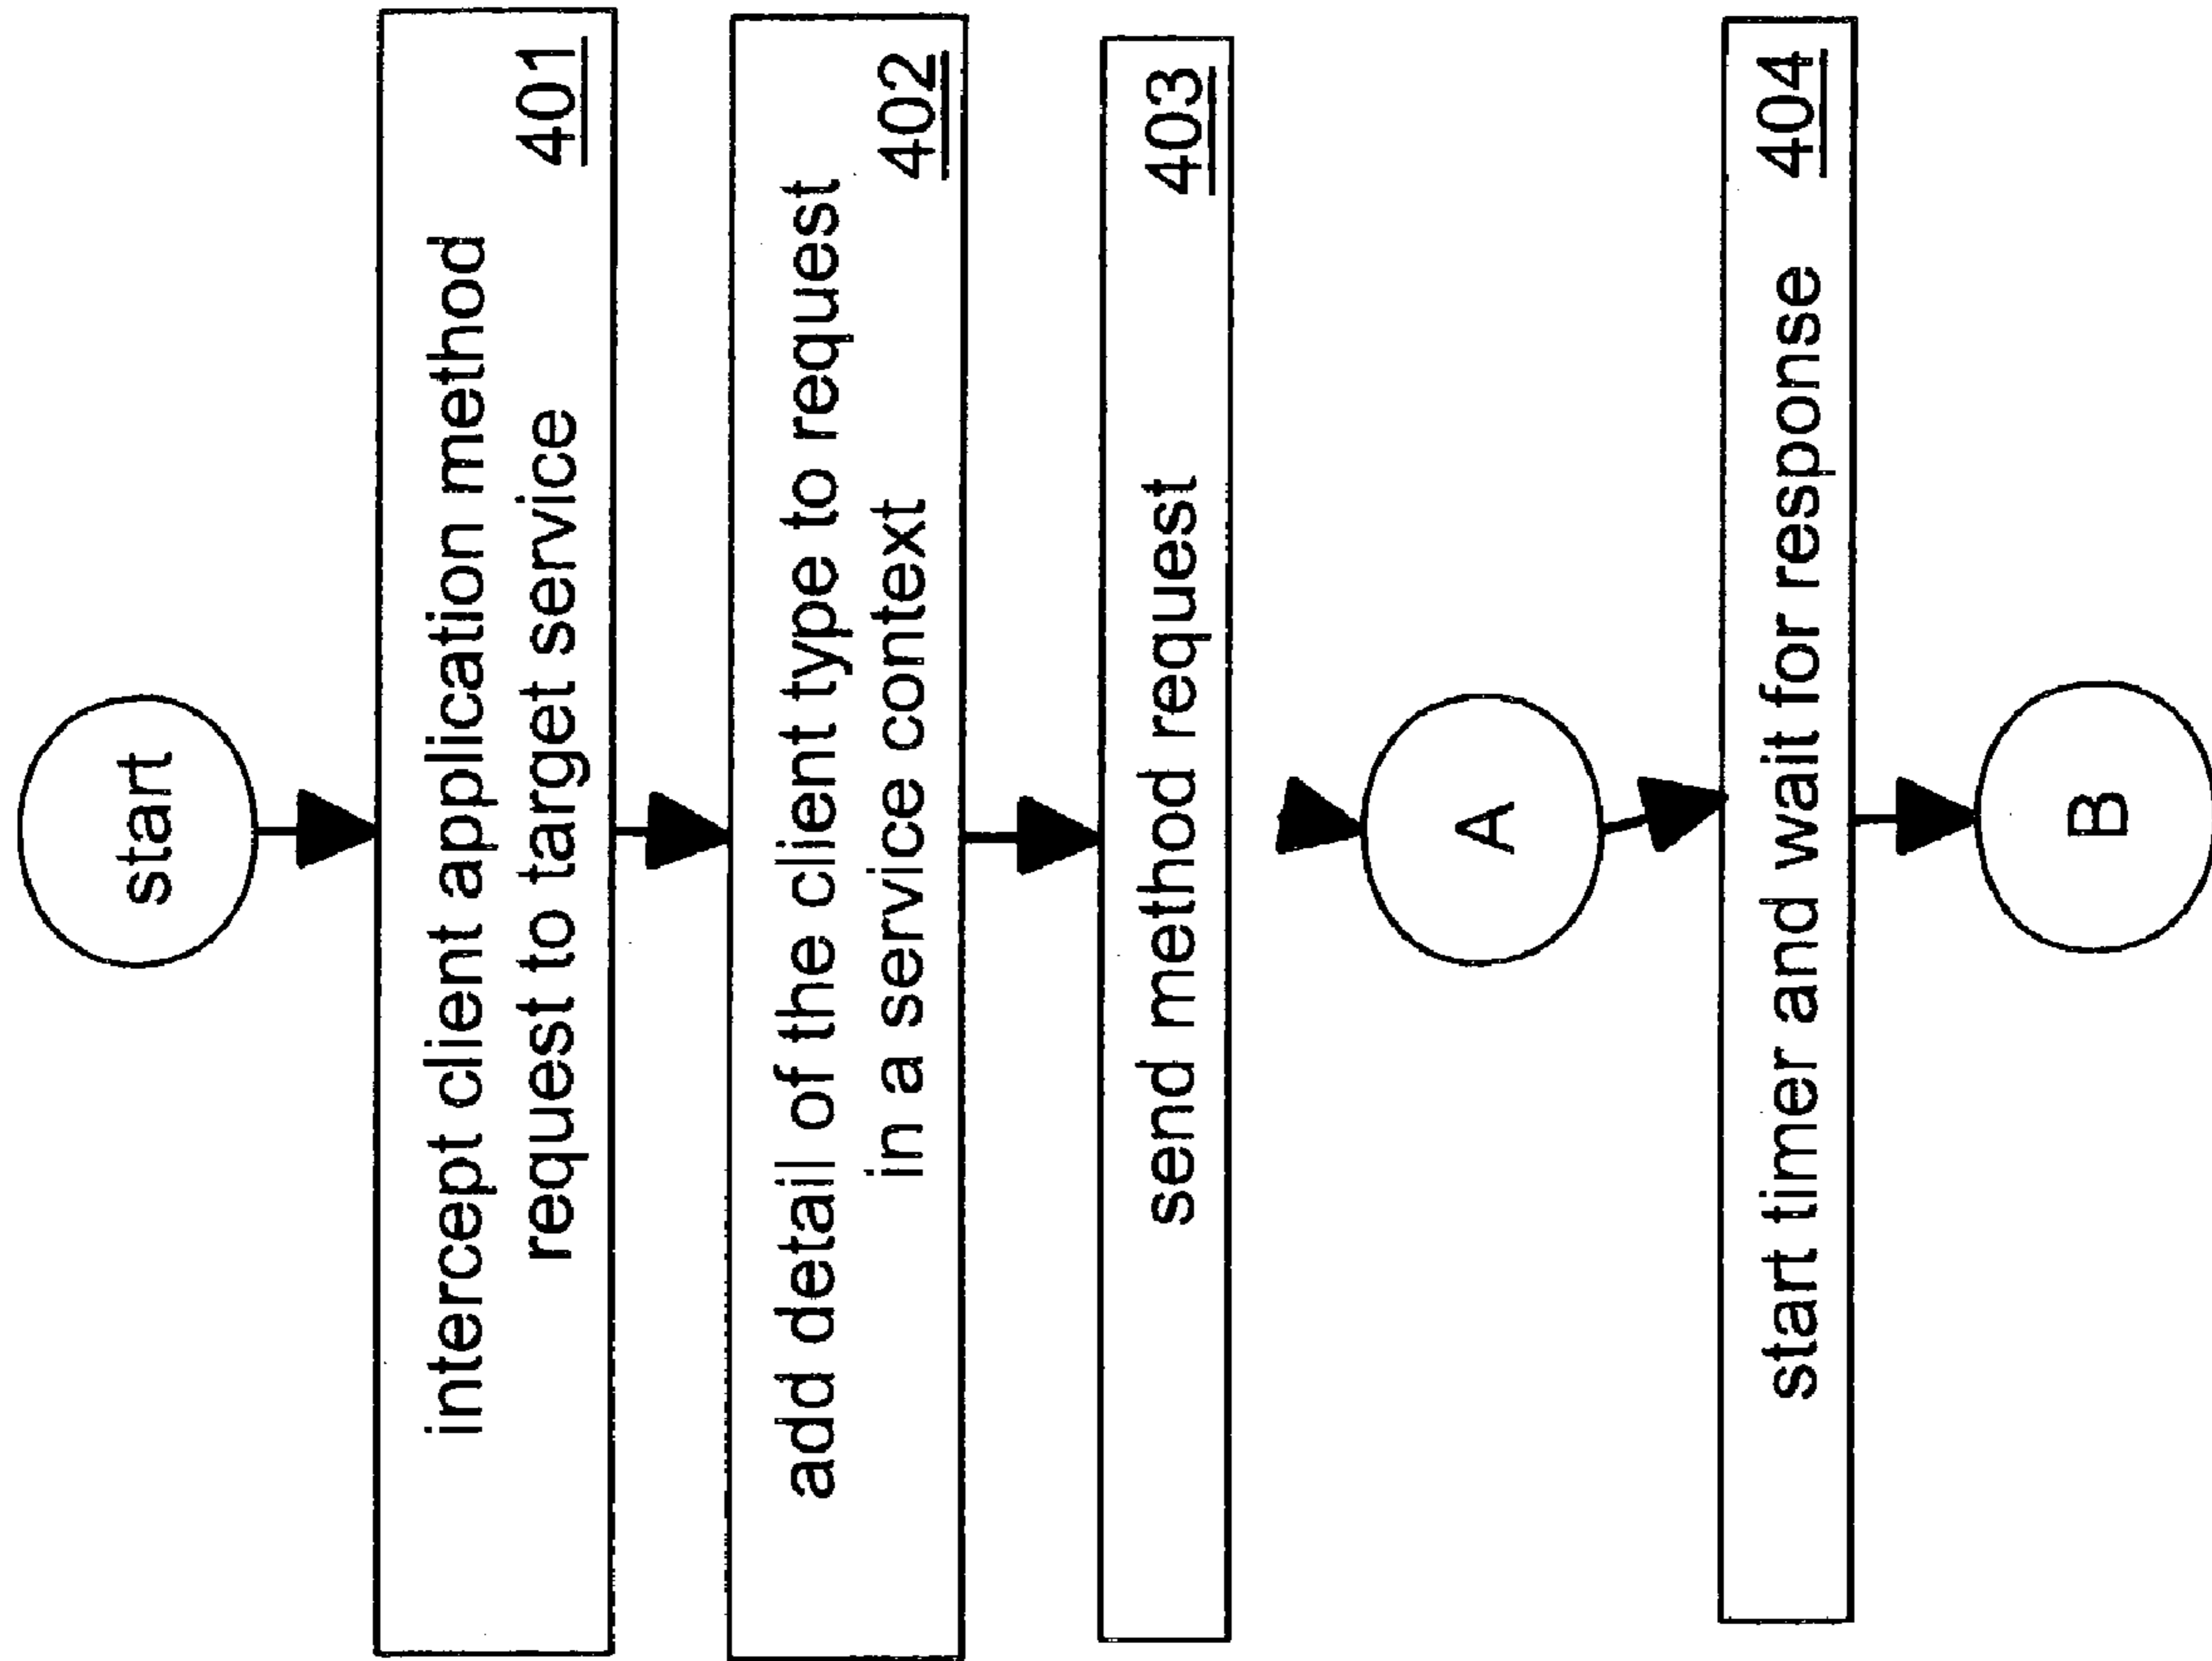 start
intercept client application method
request to target service 401
add detail of the client type to request
in a service context 402
send method request 403
A
start timer and wait for response 404
B